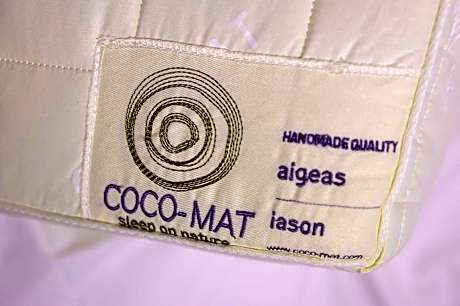 COCO-MAT
sleep on nature
HANDMADE QUALITY
aigeas
iason
www.coco-mat.com